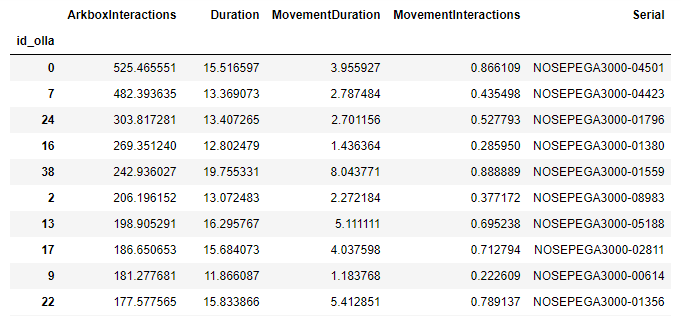 ArkboxInteractions Duration MovementDuration MovementInteractions Serial
id_olla
0 525.465551 15.516597 3.955927 0.866109 NOSEPEGA3000-04501
7 482.393635 13.369073 2.787484 0.435498 NOSEPEGA3000-04423
24 303.817281 13.407265 2.701156 0.527793 NOSEPEGA3000-01796
16 269.351240 12.802479 1.436364 0.285950 NOSEPEGA3000-01380
38 242.936027 19.755331 8.043771 0.888889 NOSEPEGA3000-01559
2 206.196152 13.072483 2.272184 0.377172 NOSEPEGA3000-08983
13 198.905291 16.295767 5.111111 0.695238 NOSEPEGA3000-05188
17 186.650653 15.684073 4.037598 0.712794 NOSEPEGA3000-02811
9 181.277681 11.866087 1.183768 0.222609 NOSEPEGA3000-00614
22 177.577565 15.833866 5.412851 0.789137 NOSEPEGA3000-01356